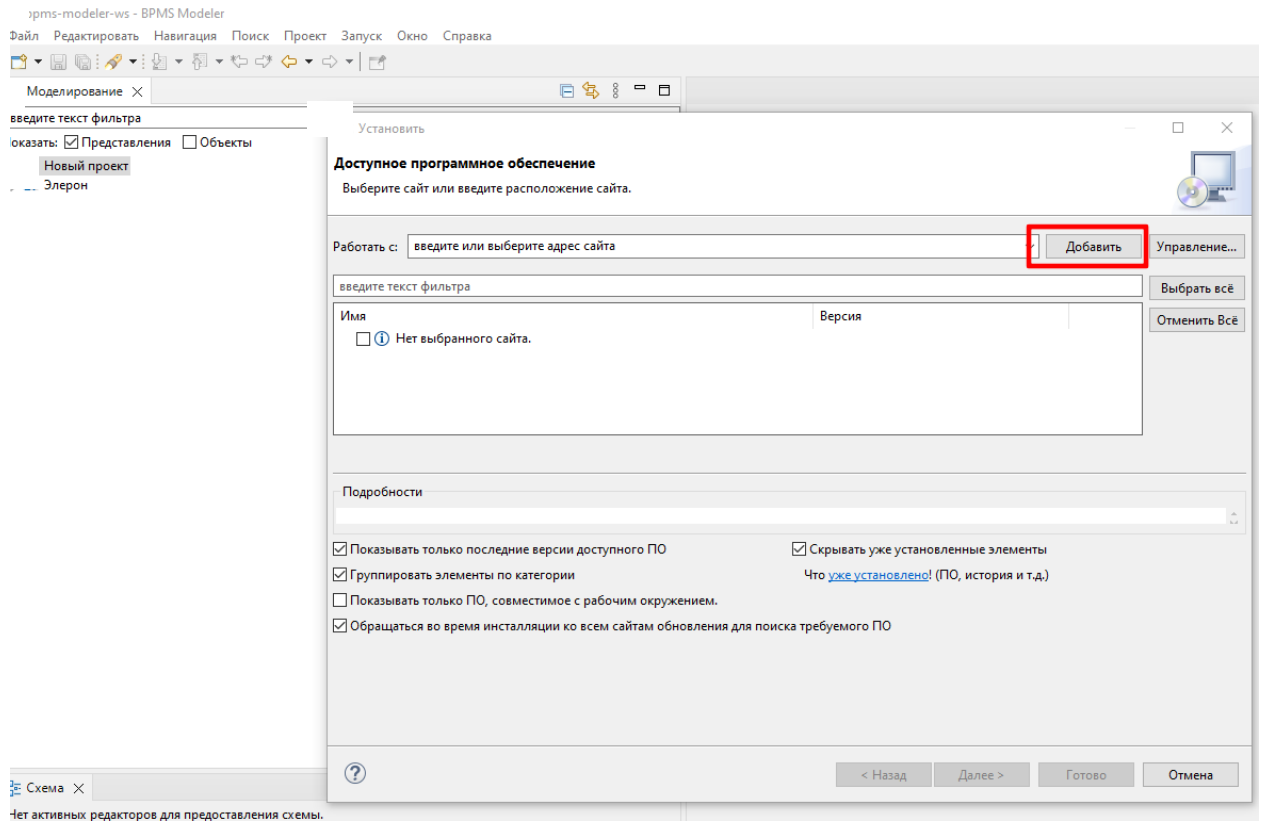 bpms-modeler-ws - BPMS Modeler
Файл Редактировать Навигация Поиск Проект Запуск Окно Справка
Моделирование
введите текст фильтра
оказать: Представления Объекты
Новый проект
Элерон
Установить
Доступное программное обеспечение
Выберите сайт или введите расположение сайта.
Работать с: введите или выберите адрес сайта Добавить Управление...
введите текст фильтра Выбрать всё
Имя Версия Отменить Всё
Нет выбранного сайта.
Подробности
Показывать только последние версии доступного ПО Скрывать уже установленные элементы
Группировать элементы по категории Что уже установлено! (ПО, история и т.д.)
Показывать только ПО, совместимое с рабочим окружением.
Обращаться во время инсталляции ко всем сайтам обновления для поиска требуемого ПО
< Назад Далее > Готово Отмена
Схема
Нет активных редакторов для предоставления схемы.